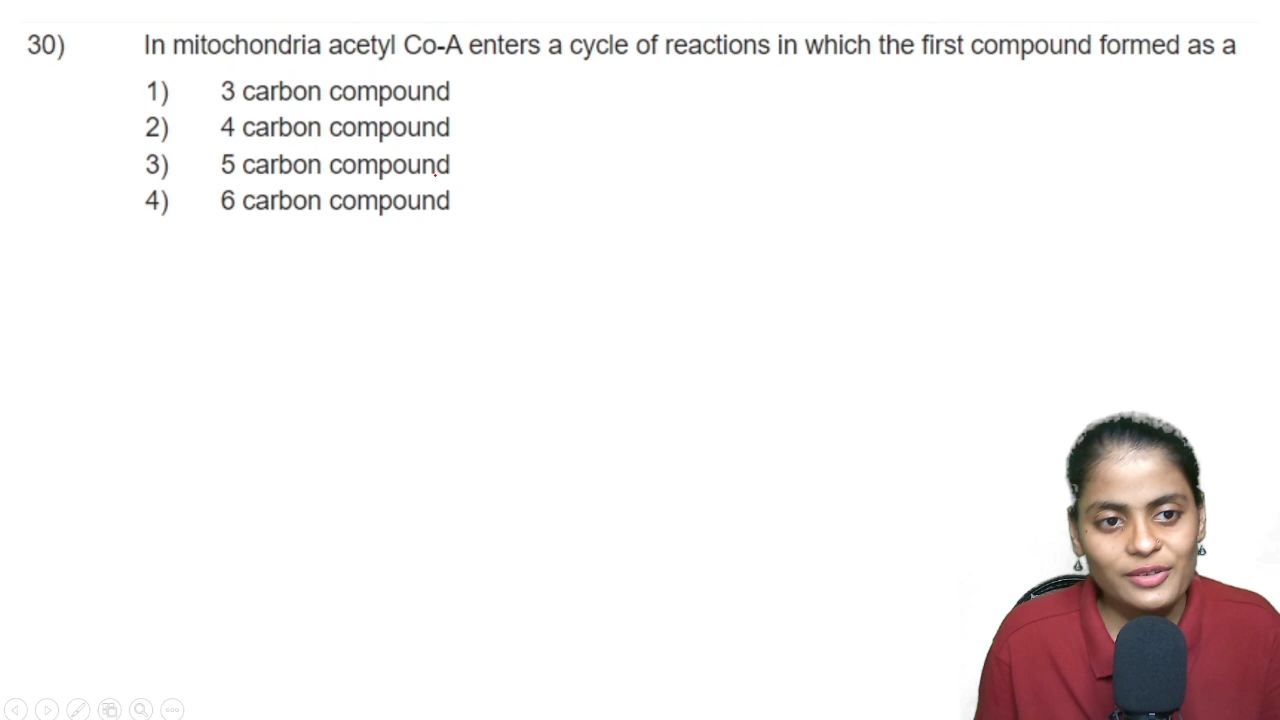 30) In mitochondria acetyl Co-A enters a cycle of reactions in which the first compound formed as a
1) 3 carbon compound
2) 4 carbon compound
3) 5 carbon compound
4) 6 carbon compound